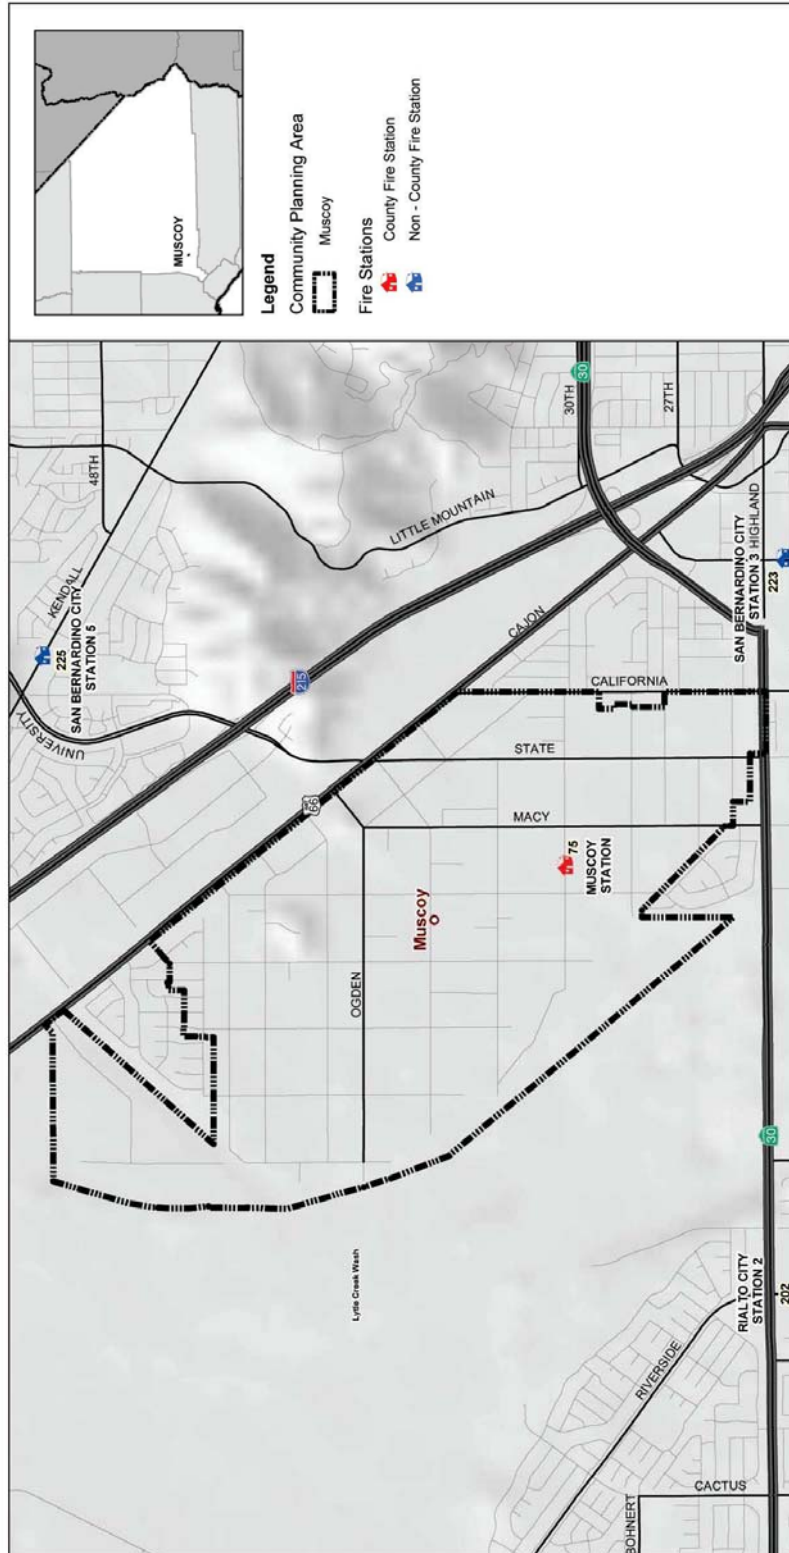 MUSCOY
Legend
Community Planning Area
Muscoy
Fire Stations
County Fire Station
Non - County Fire Station
48TH
KENDALL
225
SAN BERNARDINO CITY
STATION 5
UNIVERSITY
215
LITTLE MOUNTAIN
30TH
30
27TH
CAJON
66
CALIFORNIA
STATE
MACY
OGDEN
Muscoy
75
MUSCOY
STATION
SAN BERNARDINO CITY
STATION 3
HIGHLAND
223
Lytle Creek Wash
30
RIALTO CITY
STATION 2
202
RIVERSIDE
CACTUS
BOHNERT